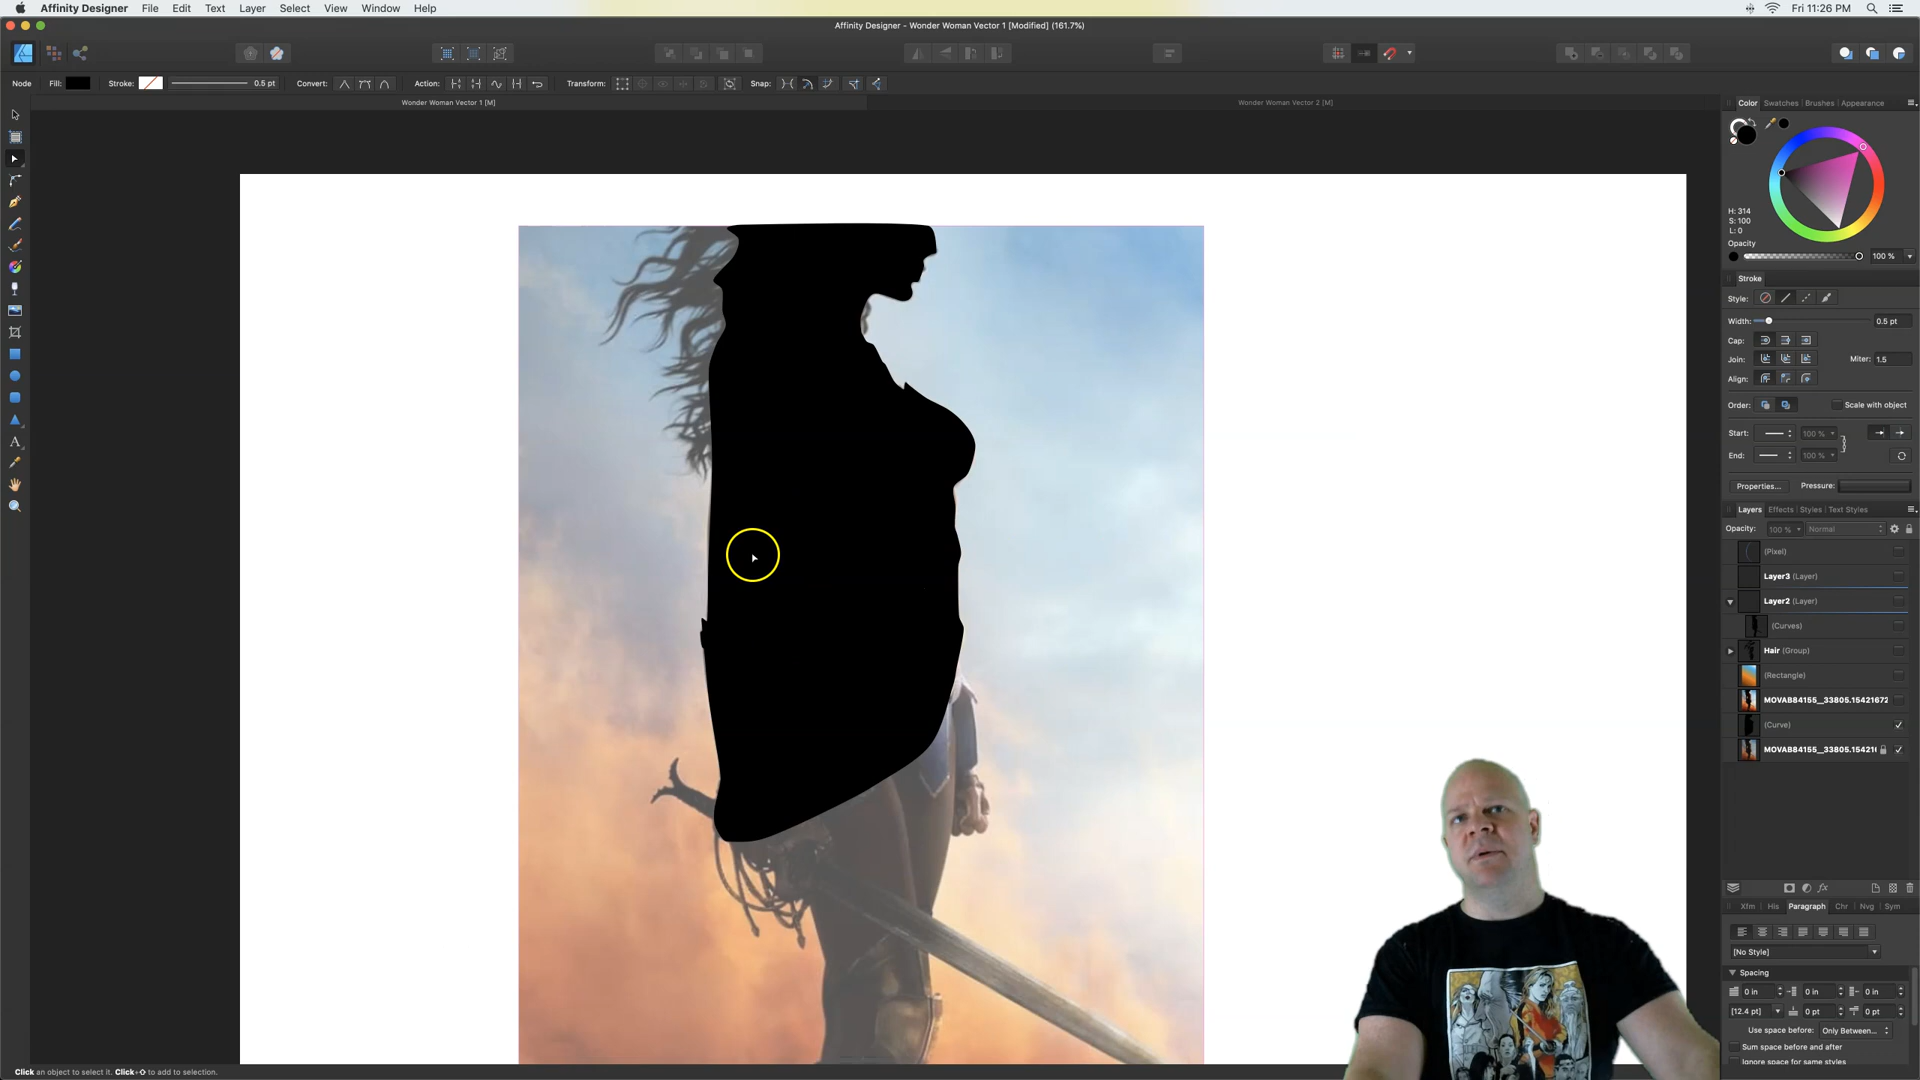 Affinity Designer File Edit Text Layer Select View Window Help Fri 11:26 PM
Affinity Designer - Wonder Woman Vector 1 [Modified] (161.7%)
Node Fill: Stroke: 0.5 pt Convert: Action: Transform: Snap:
Wonder Woman Vector 1 [M] Wonder Woman Vector 2 [M]
Color Swatches Brushes Appearance
H: 314
S: 100
L: 0
Opacity
100 %
Stroke
Style:
Width: 0.5 pt
Cap:
Join: Miter: 1.5
Align:
Order: Scale with object
Start: 100 %
End: 100 %
Properties... Pressure:
Layers Effects Styles Text Styles
Opacity: 100 % Normal
(Pixel)
Layer3 (Layer)
Layer2 (Layer)
(Curves)
Hair (Group)
(Rectangle)
MOVAB84155__33805.15421672
(Curve)
MOVAB84155__33805.15421
fx
Xfm His Paragraph Chr Nvg Sym
[No Style]
Spacing
0 in 0 in 0 in
[12.4 pt] 0 pt 0 pt
Use space before: Only Between...
Sum space before and after
Ignore space for same styles
Click an object to select it. Click+⇧ to add to selection.